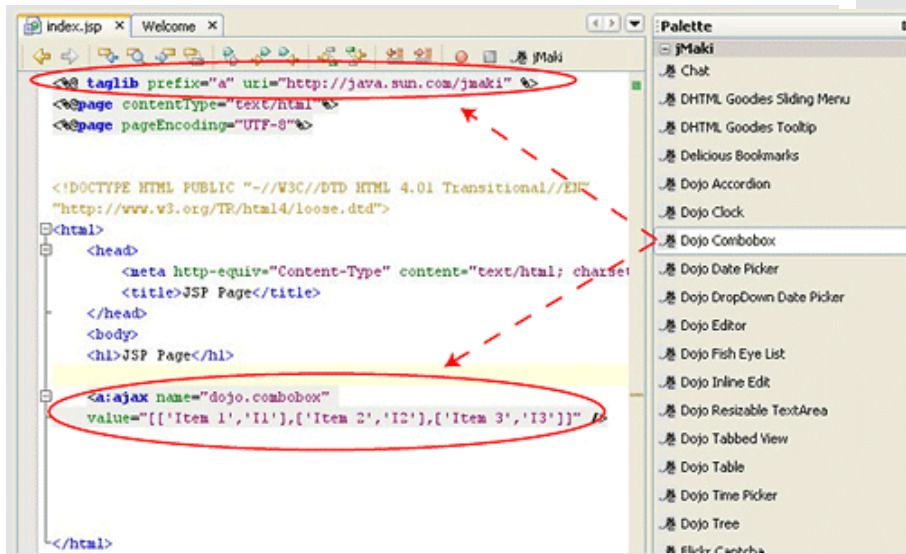 index.jsp × Welcome ×
jMaki
<%@ taglib prefix="a" uri="http://java.sun.com/jmaki" %>
<%@page contentType="text/html"%>
<%@page pageEncoding="UTF-8"%>
<!DOCTYPE HTML PUBLIC "-//W3C//DTD HTML 4.01 Transitional//EN"
"http://www.w3.org/TR/html4/loose.dtd">
<html>
<head>
<meta http-equiv="Content-Type" content="text/html; charset
<title>JSP Page</title>
</head>
<body>
<h1>JSP Page</h1>
<a:ajax name="dojo.combobox"
value="[['Item 1','I1'],['Item 2','I2'],['Item 3','I3']]" />
</html>
Palette
jMaki
Chat
DHTML Goodies Sliding Menu
DHTML Goodies Tooltip
Delicious Bookmarks
Dojo Accordion
Dojo Clock
Dojo Combobox
Dojo Date Picker
Dojo DropDown Date Picker
Dojo Editor
Dojo Fish Eye List
Dojo Inline Edit
Dojo Resizable TextArea
Dojo Tabbed View
Dojo Table
Dojo Time Picker
Dojo Tree
Flickr Captcha